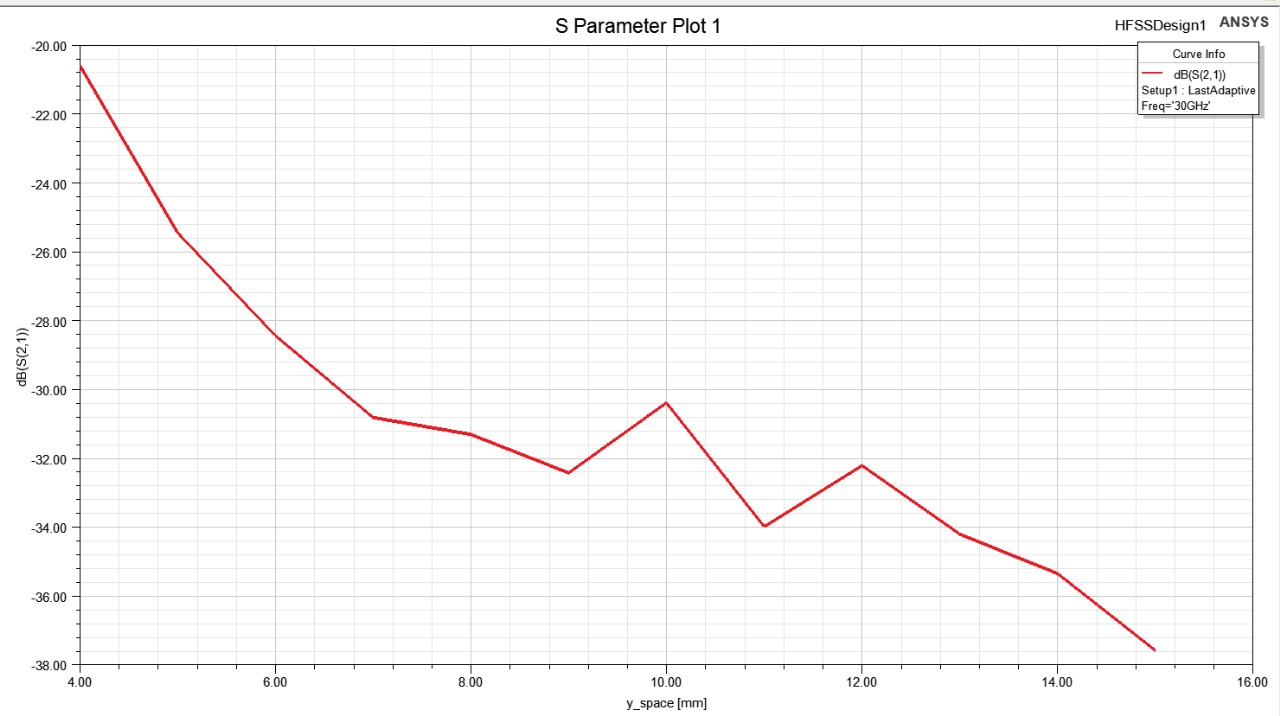 S Parameter Plot 1
HFSSDesign1
ANSYS
Curve Info
dB(S(2,1))
Setup1 : LastAdaptive
Freq='30GHz'
-20.00
-22.00
-24.00
-26.00
-28.00
-30.00
-32.00
-34.00
-36.00
-38.00
dB(S(2,1))
4.00
6.00
8.00
10.00
12.00
14.00
16.00
y_space [mm]